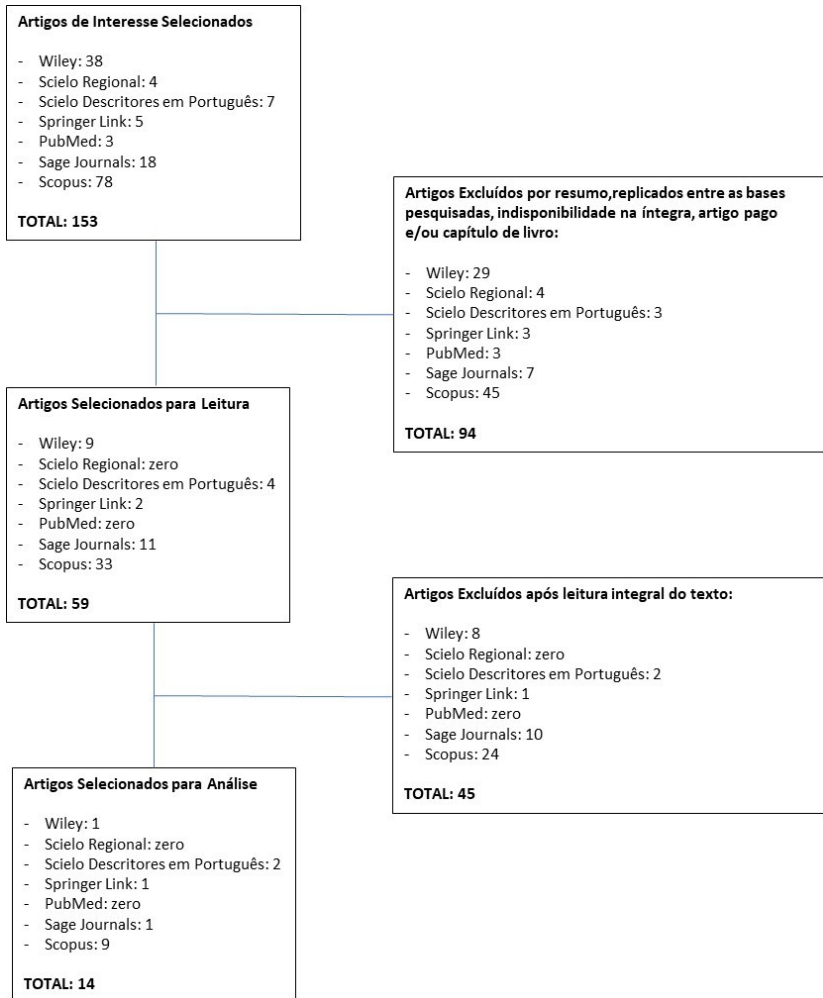 Artigos de Interesse Selecionados
- Wiley: 38
- Scielo Regional: 4
- Scielo Descritores em Português: 7
- Springer Link: 5
- PubMed: 3
- Sage Journals: 18
- Scopus: 78
TOTAL: 153
Artigos Excluídos por resumo,replicados entre as bases
pesquisadas, indisponibilidade na íntegra, artigo pago
e/ou capítulo de livro:
- Wiley: 29
- Scielo Regional: 4
- Scielo Descritores em Português: 3
- Springer Link: 3
- PubMed: 3
- Sage Journals: 7
- Scopus: 45
TOTAL: 94
Artigos Selecionados para Leitura
- Wiley: 9
- Scielo Regional: zero
- Scielo Descritores em Português: 4
- Springer Link: 2
- PubMed: zero
- Sage Journals: 11
- Scopus: 33
TOTAL: 59
Artigos Excluídos após leitura integral do texto:
- Wiley: 8
- Scielo Regional: zero
- Scielo Descritores em Português: 2
- Springer Link: 1
- PubMed: zero
- Sage Journals: 10
- Scopus: 24
TOTAL: 45
Artigos Selecionados para Análise
- Wiley: 1
- Scielo Regional: zero
- Scielo Descritores em Português: 2
- Springer Link: 1
- PubMed: zero
- Sage Journals: 1
- Scopus: 9
TOTAL: 14